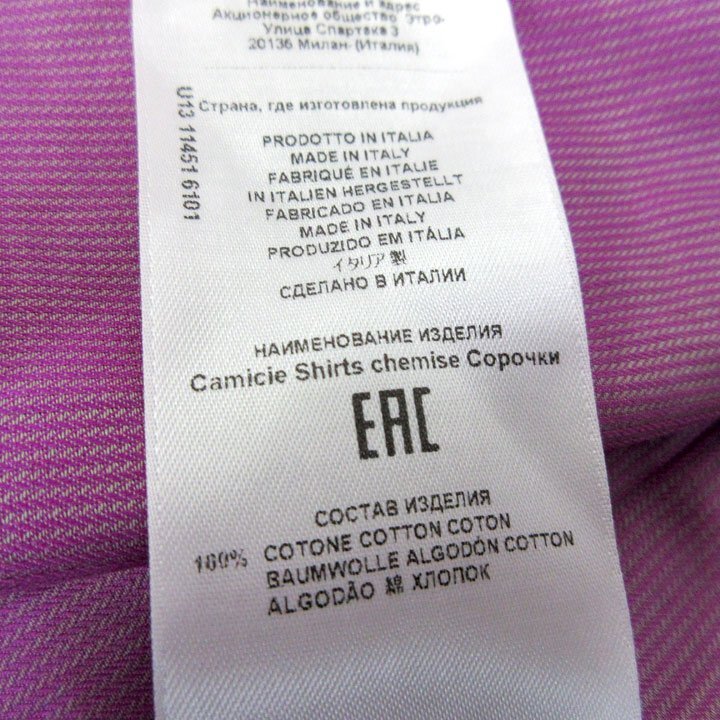 Наименование и адрес
Акционерное общество Этро-
Улица Спартака 3
20136 Милан- (Италия)
U13 11451 6101
Страна, где изготовлена продукция
PRODOTTO IN ITALIA
MADE IN ITALY
FABRIQUÉ EN ITALIE
IN ITALIEN HERGESTELLT
FABRICADO EN ITALIA
MADE IN ITALY
PRODUZIDO EM ITÁLIA
イタリア製
СДЕЛАНО В ИТАЛИИ
НАИМЕНОВАНИЕ ИЗДЕЛИЯ
Camicie Shirts chemise Сорочки
EAC
СОСТАВ ИЗДЕЛИЯ
100% COTONE COTTON COTON
BAUMWOLLE ALGODÓN COTTON
ALGODÃO 綿 ХЛОПОК